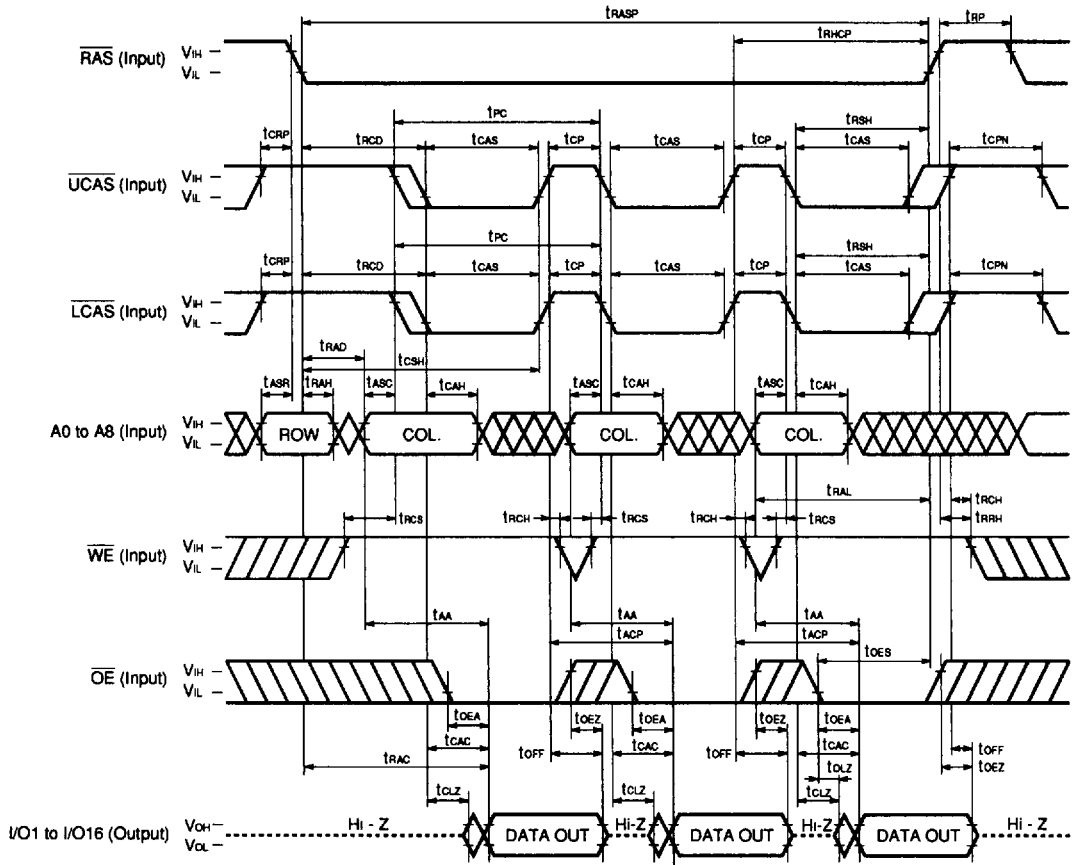 tRASP tRP
tRHCP
RAS (Input) VIH VIL
tPC tRSH
tCRP tRCD tCAS tCP tCAS tCP tCAS tCPN
UCAS (Input) VIH VIL
tPC tRSH
tCRP tRCD tCAS tCP tCAS tCP tCAS tCPN
LCAS (Input) VIH VIL
tRAD tCSH
tASR tRAH tASC tCAH tASC tCAH tASC tCAH
A0 to A8 (Input) VIH VIL ROW COL. COL. COL.
tRAL tRCH
tRCS tRCH tRCS tRCH tRCS tRRH
WE (Input) VIH VIL
tAA tAA tAA
tACP tACP tOES
OE (Input) VIH VIL
tOEA tOEZ tOEA tOEZ tOEA
tCAC tOFF tCAC tOFF tCAC tOFF
tRAC tOLZ tOEZ
tCLZ tCLZ tCLZ
I/O1 to I/O16 (Output) VOH VOL Hi - Z DATA OUT Hi-Z DATA OUT Hi-Z DATA OUT Hi - Z